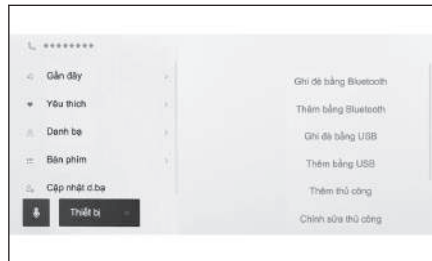 ********
Gần đây
Yêu thích
Danh bạ
Bàn phím
Cập nhật d.bạ
Thiết bị
Ghi đè bằng Bluetooth
Thêm bằng Bluetooth
Ghi đè bằng USB
Thêm bằng USB
Thêm thủ công
Chỉnh sửa thủ công